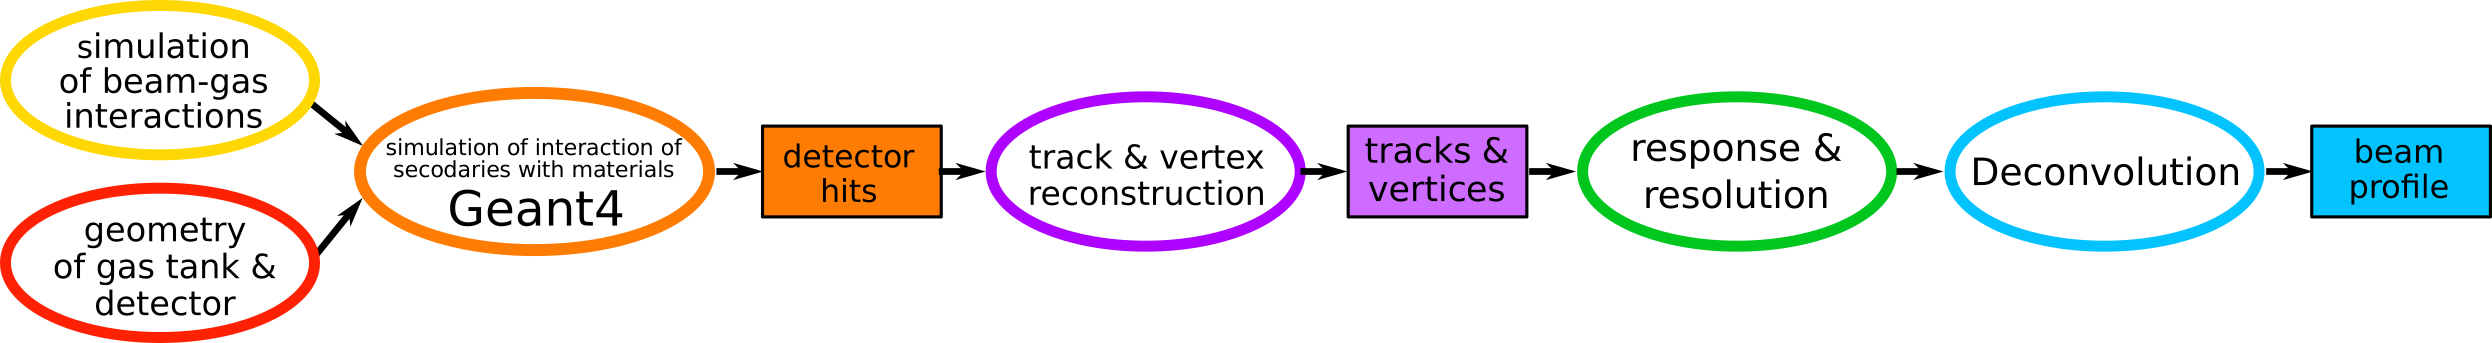 simulation
of beam-gas
interactions
geometry
of gas tank &
detector
simulation of interaction of
secodaries with materials
Geant4
detector
hits
track & vertex
reconstruction
tracks &
vertices
response &
resolution
Deconvolution
beam
profile